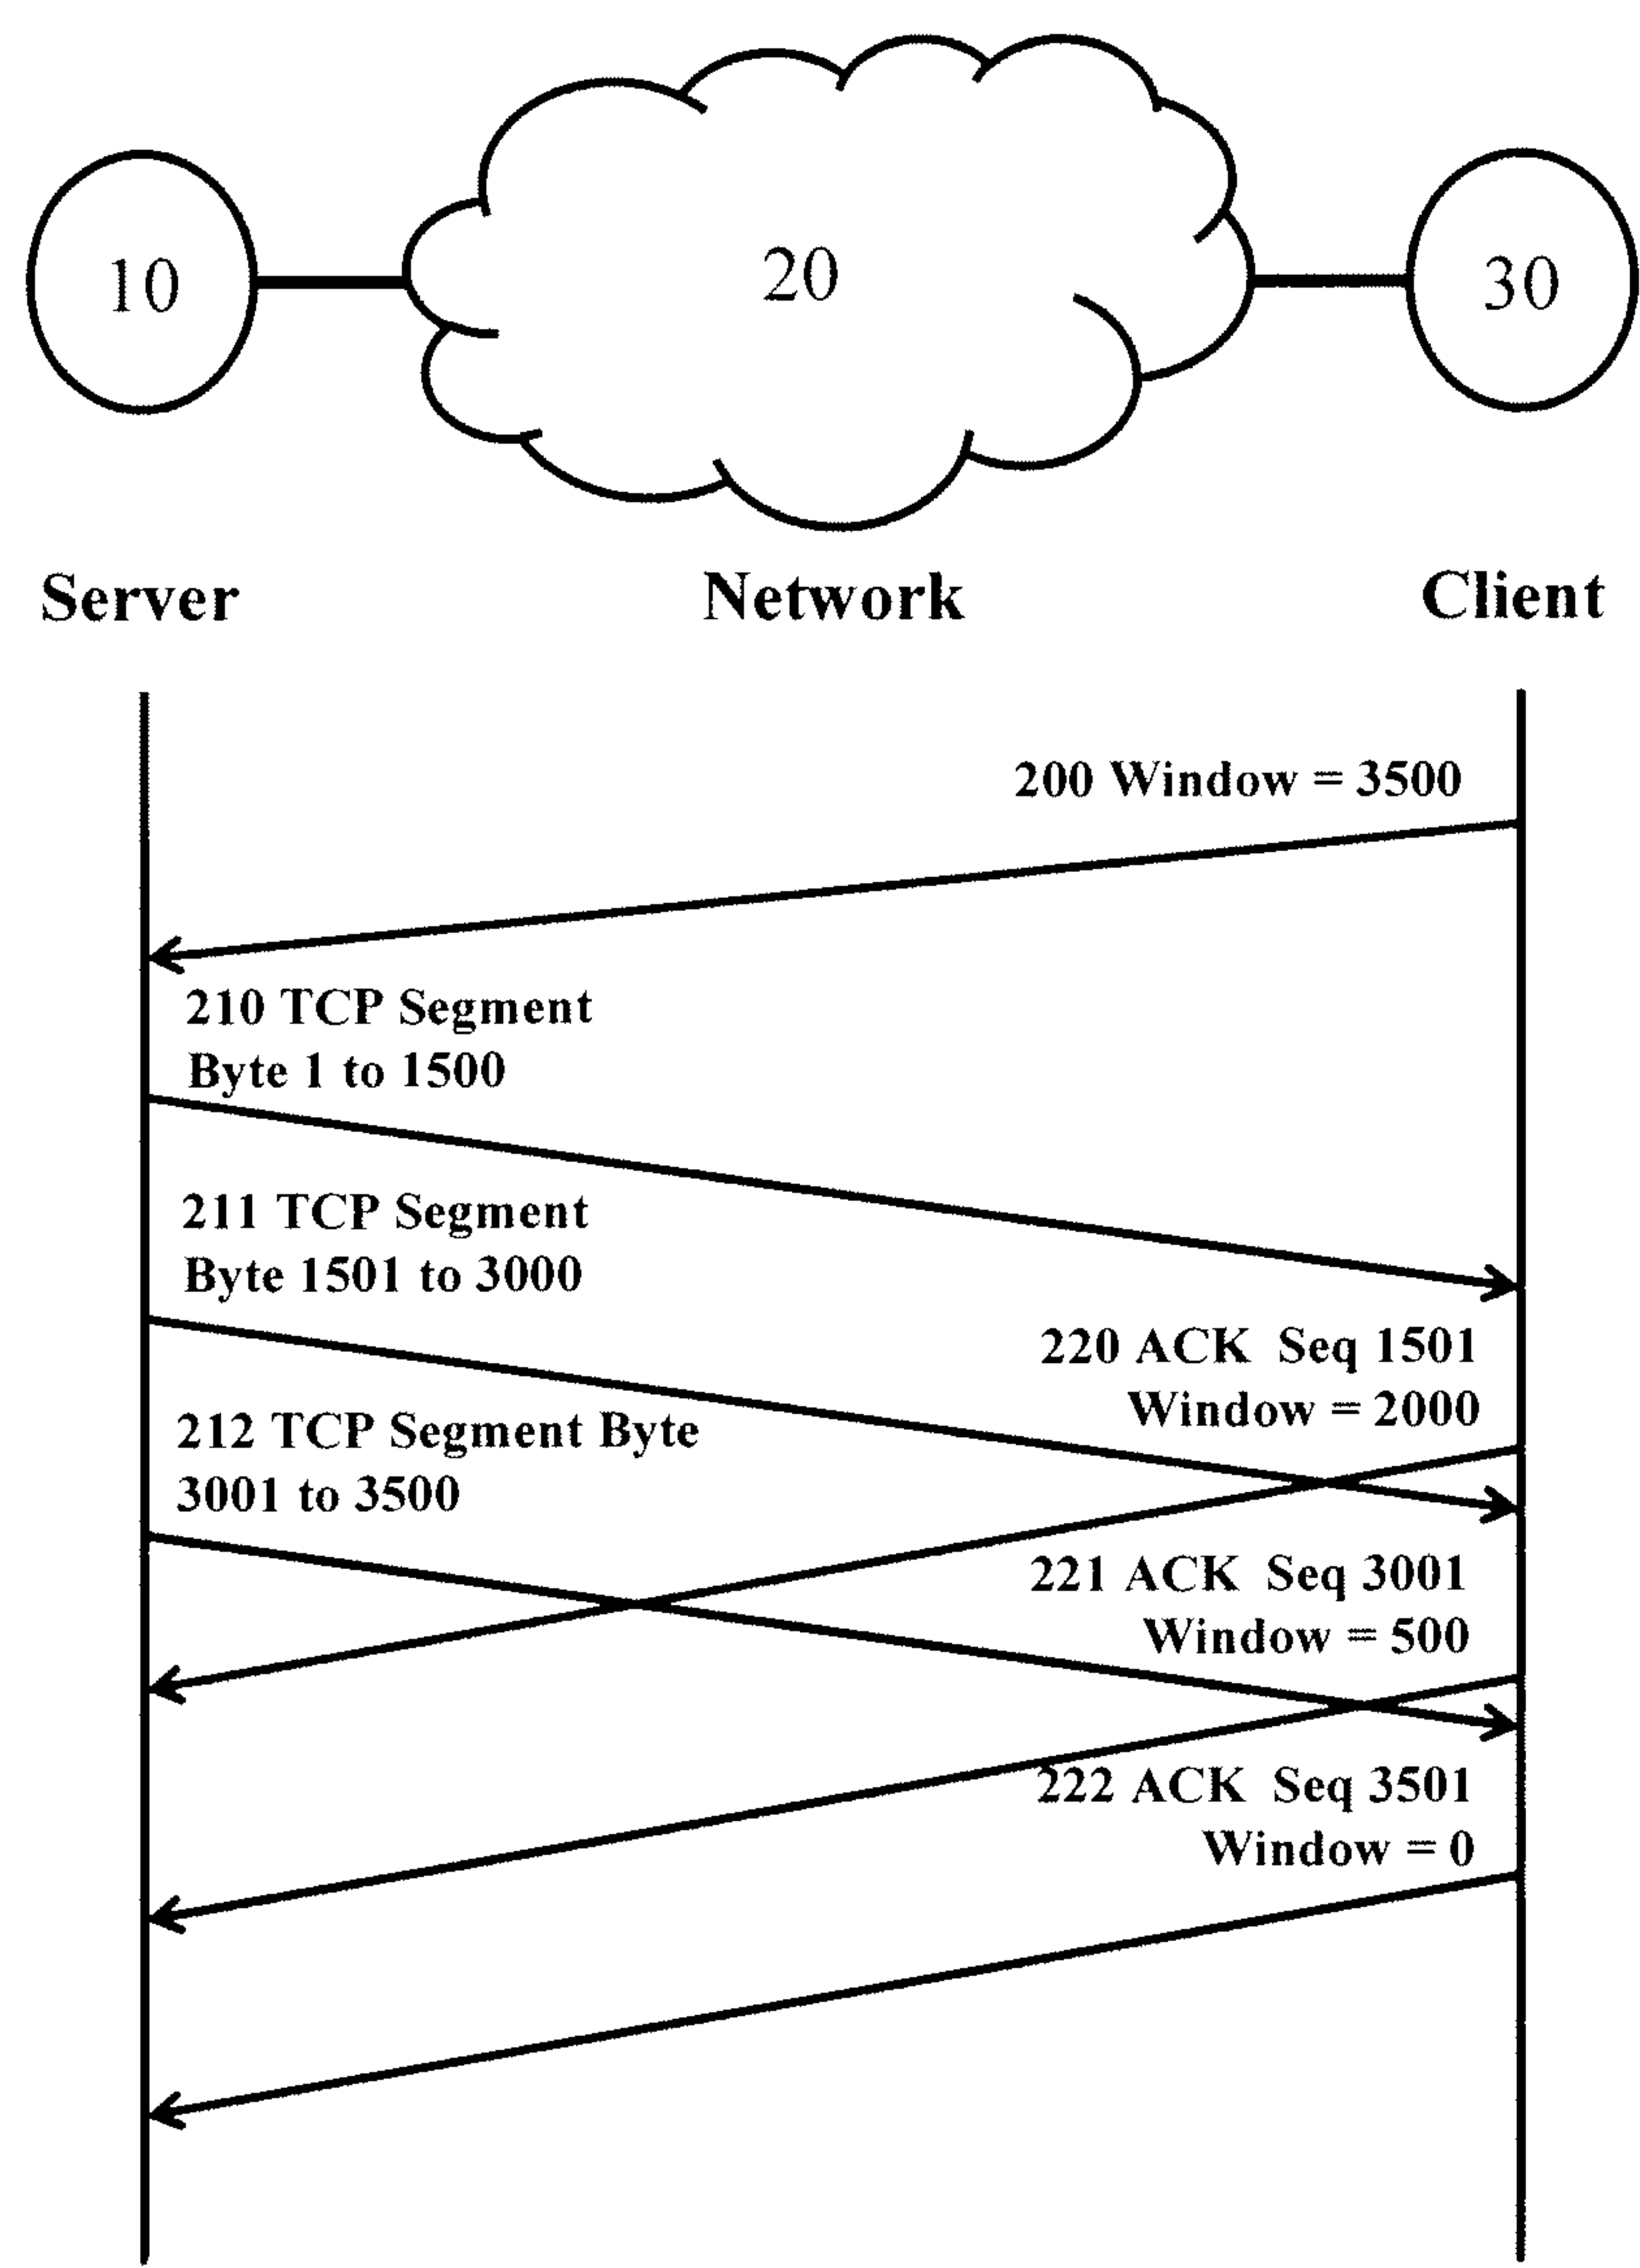 10
20
30
Server
Network
Client
200 Window = 3500
210 TCP Segment
Byte 1 to 1500
211 TCP Segment
Byte 1501 to 3000
220 ACK Seq 1501
Window = 2000
212 TCP Segment Byte
3001 to 3500
221 ACK Seq 3001
Window = 500
222 ACK Seq 3501
Window = 0